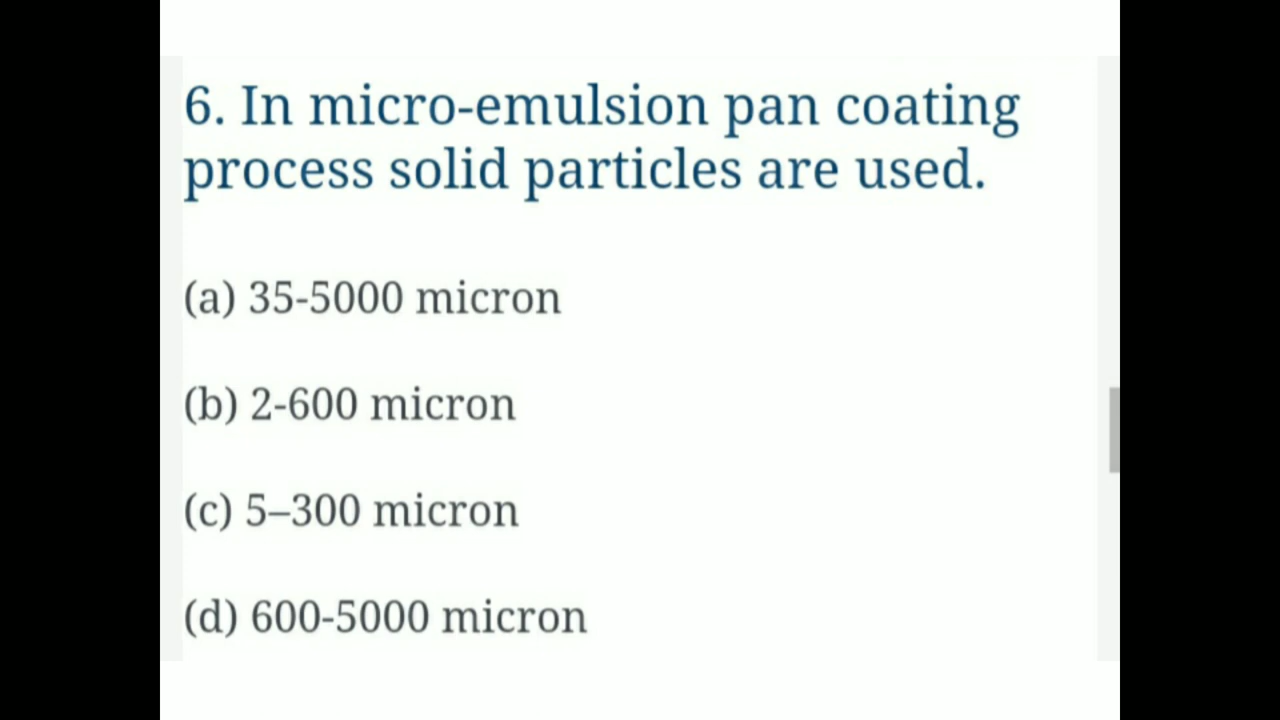 6. In micro-emulsion pan coating
process solid particles are used.
(a) 35-5000 micron
(b) 2-600 micron
(c) 5–300 micron
(d) 600-5000 micron